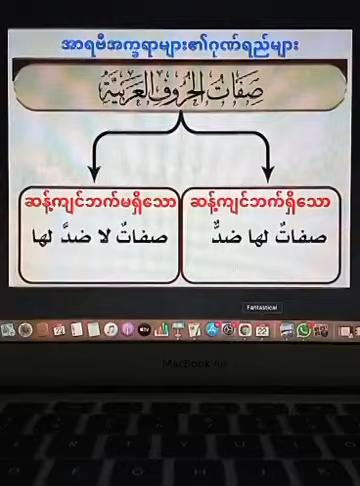 အာရဗီအက္ခရာများ၏ဂုဏ်ရည်များ
صِفَاتُ الْحُرُوفِ الْعَرَبِيَّةُ
ဆန့်ကျင်ဘက်မရှိသော
صفاتٌ لا ضدَّ لها
ဆန့်ကျင်ဘက်ရှိသော
صفاتٌ لها ضدٌّ
Fantastical
MacBook Air